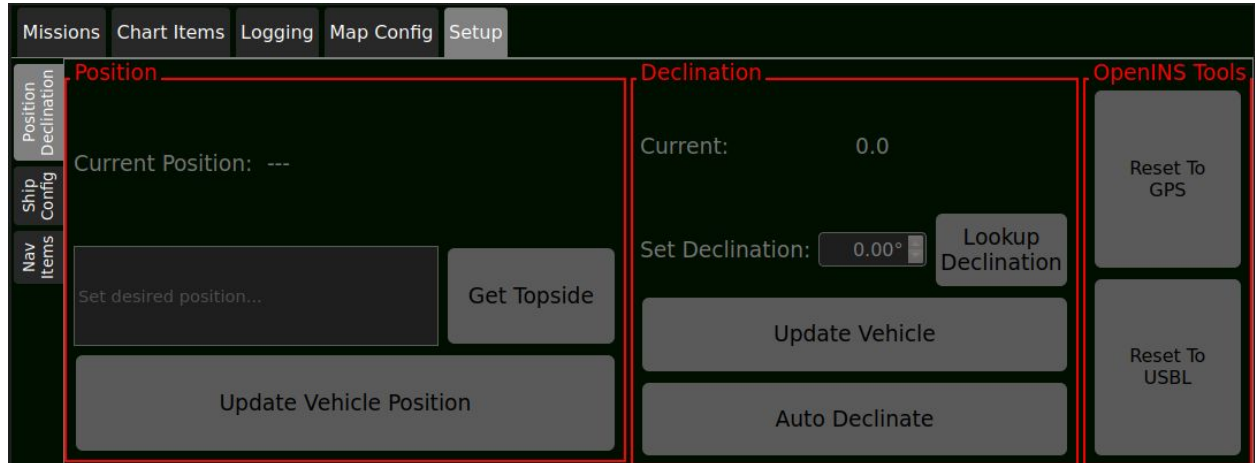 Missions Chart Items Logging Map Config Setup
Position
Declination
Ship
Config
Nav
Items
Position
Current Position: ---
Set desired position...
Get Topside
Update Vehicle Position
Declination
Current: 0.0
Set Declination: 0.00°
Lookup
Declination
Update Vehicle
Auto Declinate
OpenINS Tools
Reset To
GPS
Reset To
USBL